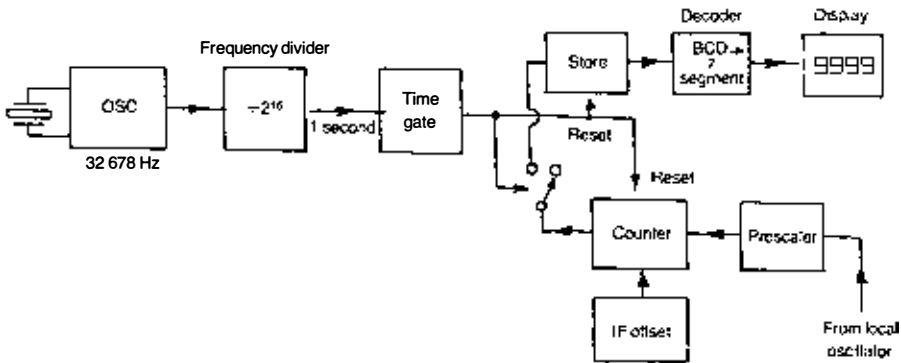 Decoder
Display
Frequency divider
Store
BCD→
7
segment
9999
OSC
÷2¹⁶
1 second
Time
gate
Reset
32 678 Hz
Reset
Counter
Prescaler
IF offset
From local
oscillator